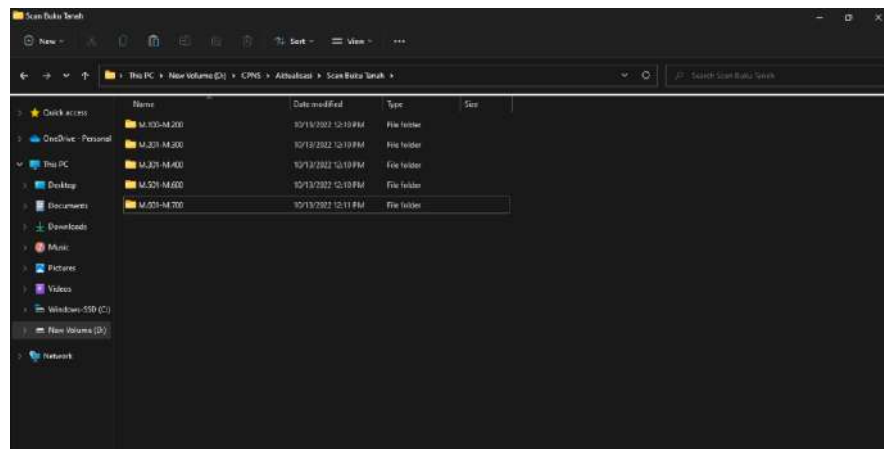 Scan Buku Tanah
New
Sort
View
This PC > New Volume (D:) > CPNS > Aktualisasi > Scan Buku Tanah >
Search Scan Buku Tanah
Name Date modified Type Size
M.100-M.200 10/13/2022 12:10 PM File folder
M.201-M.300 10/13/2022 12:10 PM File folder
M.301-M.400 10/13/2022 12:10 PM File folder
M.501-M.600 10/13/2022 12:10 PM File folder
M.601-M.700 10/13/2022 12:11 PM File folder
Quick access
OneDrive - Personal
This PC
Desktop
Documents
Downloads
Music
Pictures
Videos
Windows-SSD (C:)
New Volume (D:)
Network